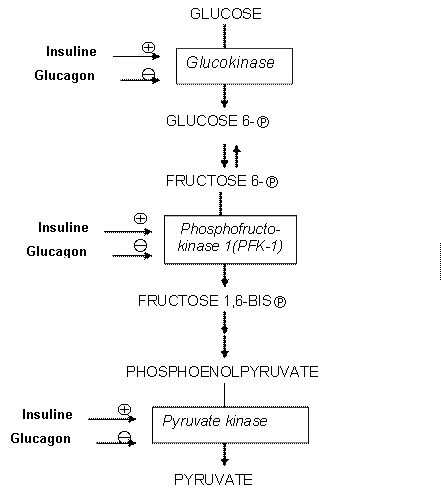 GLUCOSE
Insuline ⊕
Glucagon ⊖
Glucokinase
GLUCOSE 6-Ⓟ
FRUCTOSE 6-Ⓟ
Insuline ⊕
Glucagon ⊖
Phosphofructo-
kinase 1(PFK-1)
FRUCTOSE 1,6-BISⓅ
PHOSPHOENOLPYRUVATE
Insuline ⊕
Glucagon ⊖
Pyruvate kinase
PYRUVATE